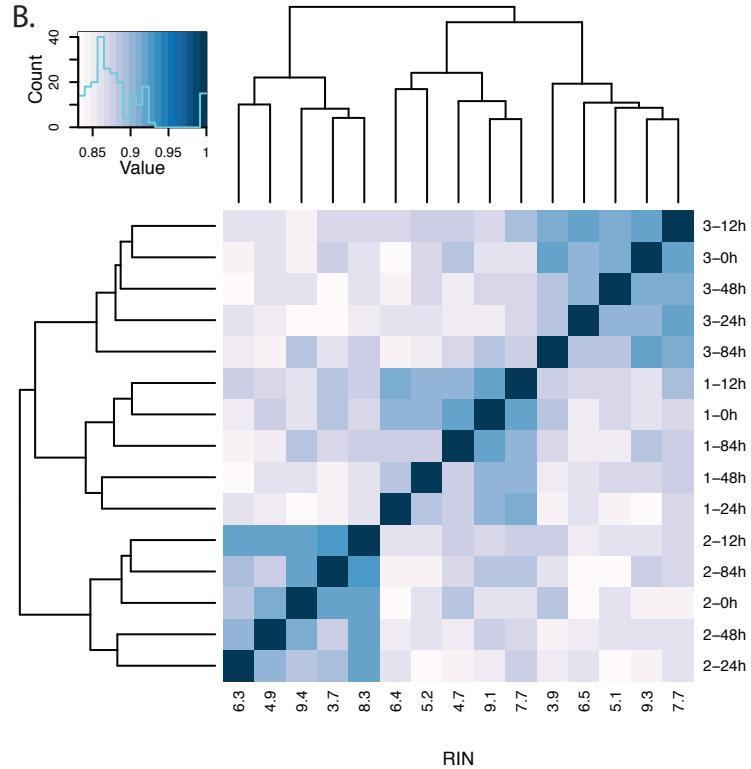 B.
Count
0
20
40
0.85 0.9 0.95 1
Value
3−12h
3−0h
3−48h
3−24h
3−84h
1−12h
1−0h
1−84h
1−48h
1−24h
2−12h
2−84h
2−0h
2−48h
2−24h
6.3 4.9 9.4 3.7 8.3 6.4 5.2 4.7 9.1 7.7 3.9 6.5 5.1 9.3 7.7
RIN